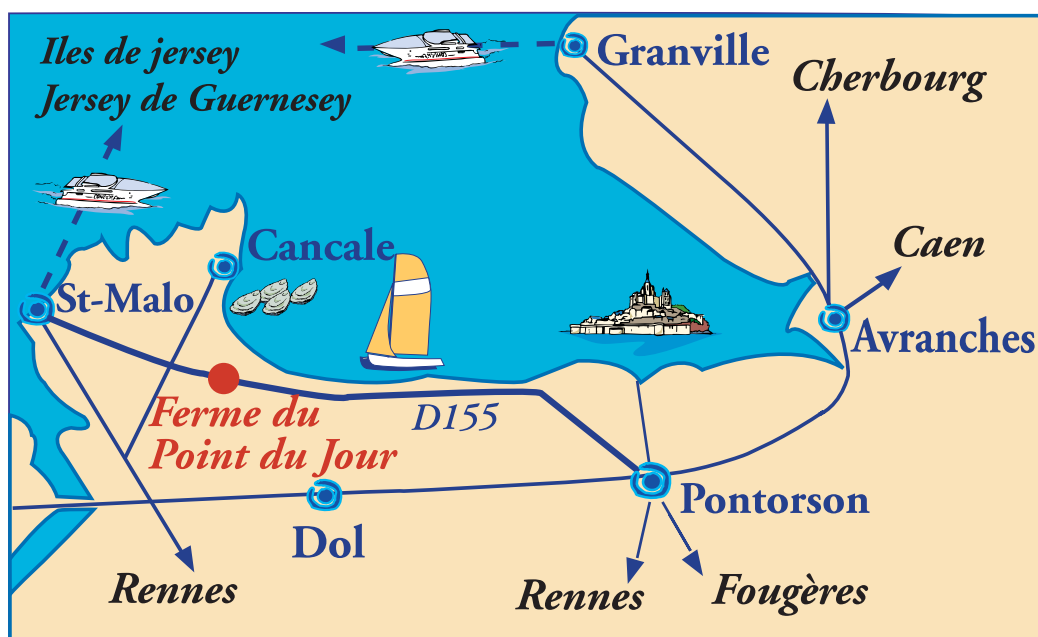 Iles de jersey
Jersey de Guernesey
Granville
Cherbourg
Caen
Cancale
St-Malo
Avranches
D155
Ferme du
Point du Jour
Pontorson
Dol
Rennes
Rennes
Fougères